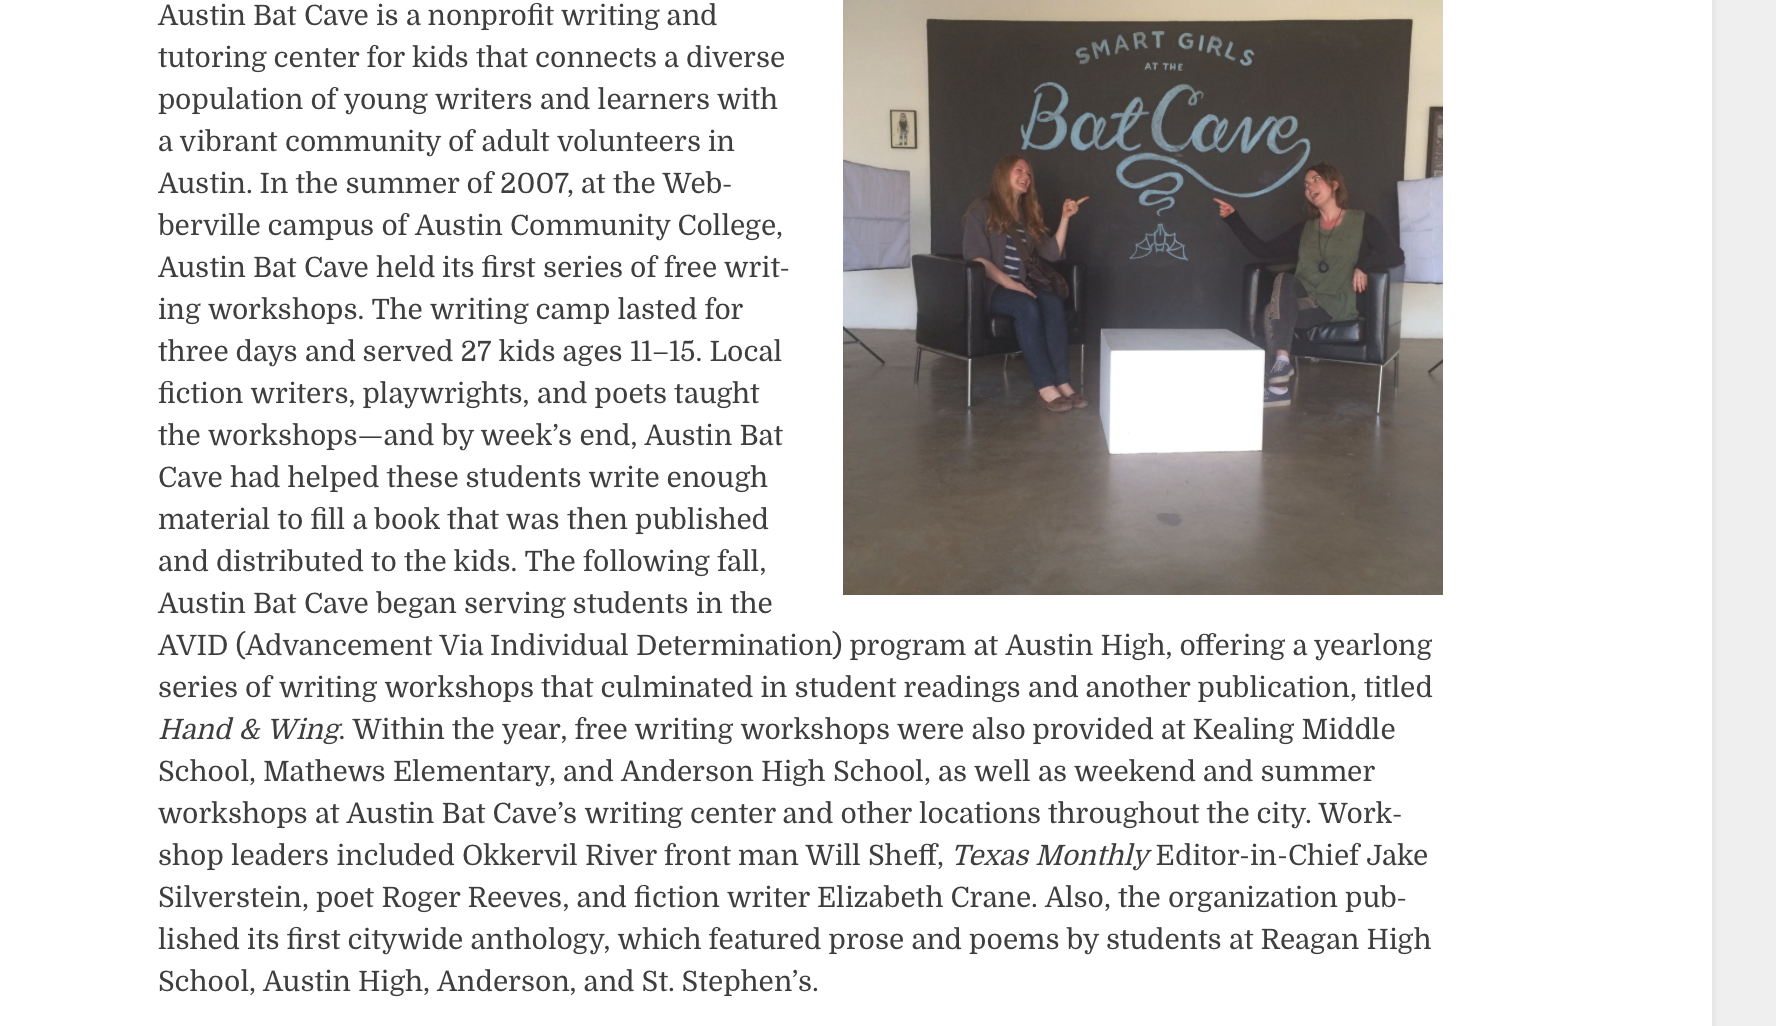 Austin Bat Cave is a nonprofit writing and
tutoring center for kids that connects a diverse
population of young writers and learners with
a vibrant community of adult volunteers in
Austin. In the summer of 2007, at the Web-
berville campus of Austin Community College,
Austin Bat Cave held its first series of free writ-
ing workshops. The writing camp lasted for
three days and served 27 kids ages 11–15. Local
fiction writers, playwrights, and poets taught
the workshops—and by week’s end, Austin Bat
Cave had helped these students write enough
material to fill a book that was then published
and distributed to the kids. The following fall,
Austin Bat Cave began serving students in the
AVID (Advancement Via Individual Determination) program at Austin High, offering a yearlong
series of writing workshops that culminated in student readings and another publication, titled
Hand & Wing. Within the year, free writing workshops were also provided at Kealing Middle
School, Mathews Elementary, and Anderson High School, as well as weekend and summer
workshops at Austin Bat Cave’s writing center and other locations throughout the city. Work-
shop leaders included Okkervil River front man Will Sheff, Texas Monthly Editor-in-Chief Jake
Silverstein, poet Roger Reeves, and fiction writer Elizabeth Crane. Also, the organization pub-
lished its first citywide anthology, which featured prose and poems by students at Reagan High
School, Austin High, Anderson, and St. Stephen’s.
SMART GIRLS
AT THE
Bat Cave